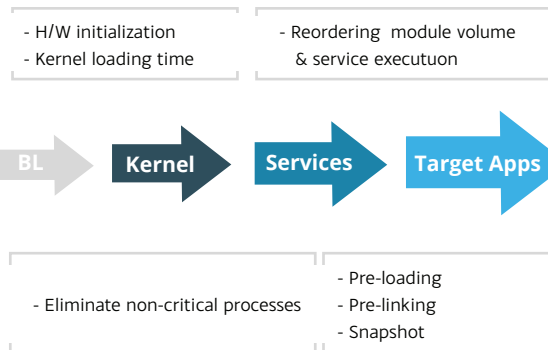 - H/W initialization
- Kernel loading time
- Reordering module volume
& service executuon
BL
Kernel
Services
Target Apps
- Eliminate non-critical processes
- Pre-loading
- Pre-linking
- Snapshot